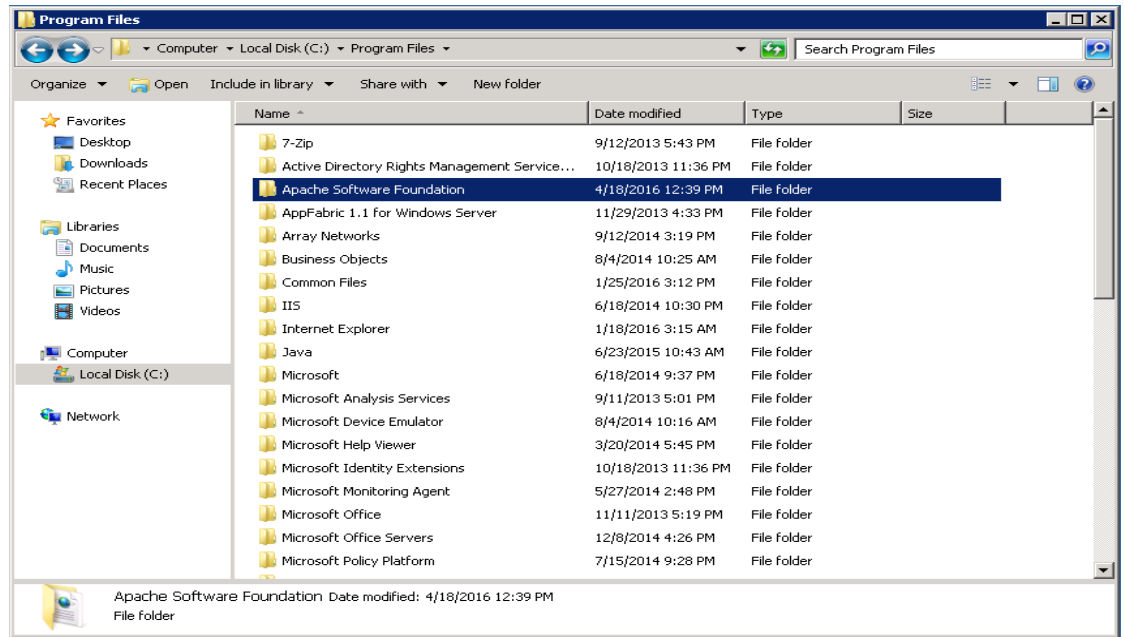 Program Files
Computer Local Disk (C:) Program Files
Search Program Files
Organize Open Include in library Share with New folder
Favorites
Desktop
Downloads
Recent Places
Libraries
Documents
Music
Pictures
Videos
Computer
Local Disk (C:)
Network
Name Date modified Type Size
7-Zip 9/12/2013 5:43 PM File folder
Active Directory Rights Management Service... 10/18/2013 11:36 PM File folder
Apache Software Foundation 4/18/2016 12:39 PM File folder
AppFabric 1.1 for Windows Server 11/29/2013 4:33 PM File folder
Array Networks 9/12/2014 3:19 PM File folder
Business Objects 8/4/2014 10:25 AM File folder
Common Files 1/25/2016 3:12 PM File folder
IIS 6/18/2014 10:30 PM File folder
Internet Explorer 1/18/2016 3:15 AM File folder
Java 6/23/2015 10:43 AM File folder
Microsoft 6/18/2014 9:37 PM File folder
Microsoft Analysis Services 9/11/2013 5:01 PM File folder
Microsoft Device Emulator 8/4/2014 10:16 AM File folder
Microsoft Help Viewer 3/20/2014 5:45 PM File folder
Microsoft Identity Extensions 10/18/2013 11:36 PM File folder
Microsoft Monitoring Agent 5/27/2014 2:48 PM File folder
Microsoft Office 11/11/2013 5:19 PM File folder
Microsoft Office Servers 12/8/2014 4:26 PM File folder
Microsoft Policy Platform 7/15/2014 9:28 PM File folder
Apache Software Foundation Date modified: 4/18/2016 12:39 PM
File folder